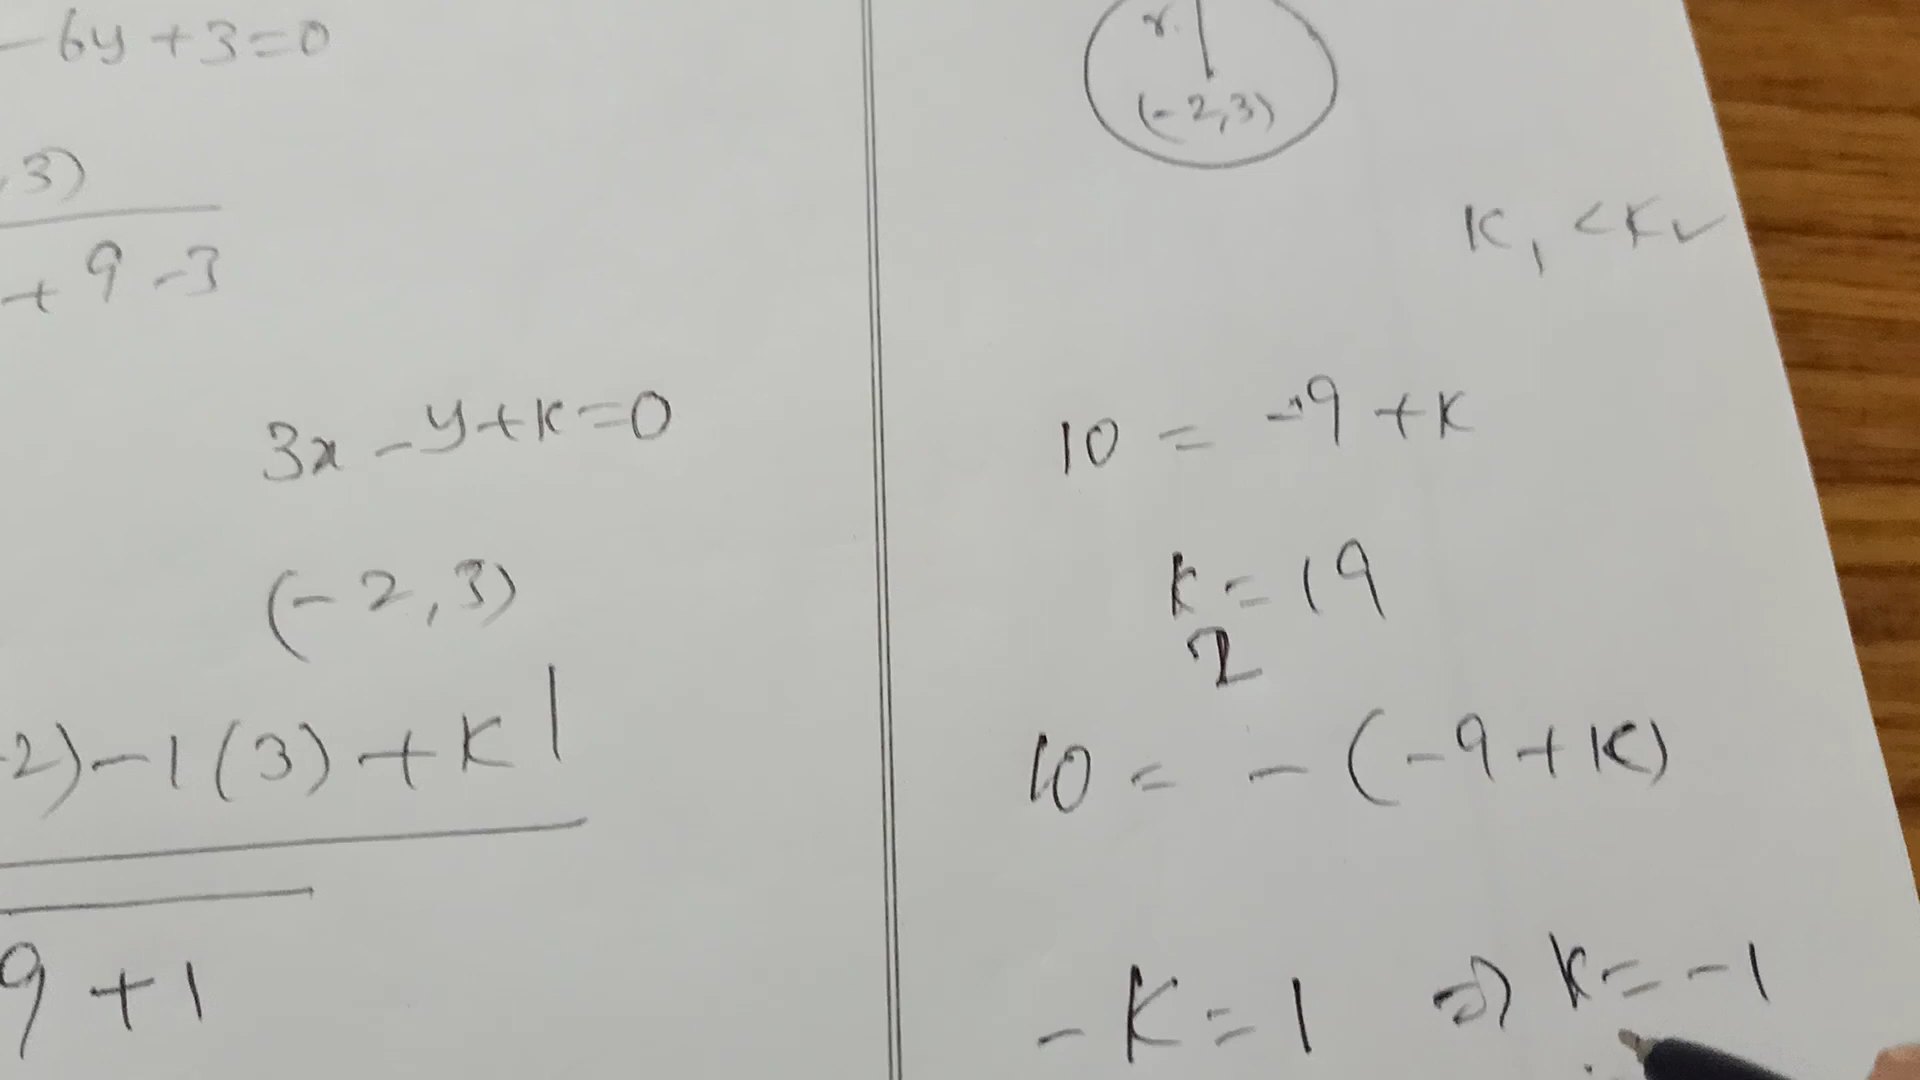 - 6y + 3 = 0
, 3)
+ 9 - 3
3x - y + k = 0
(- 2, 3)
2) - 1 (3) + K |
9 + 1
r.
(- 2, 3)
K1 < K2
10 = - 9 + K
k2 = 19
10 = - (- 9 + K)
- K = 1 ⇒ k = - 1